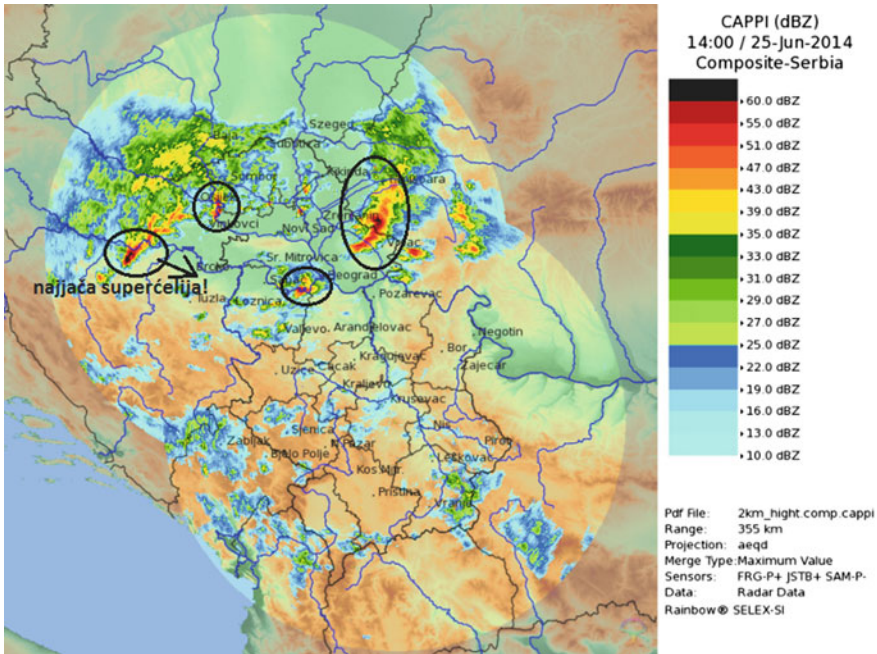 CAPPI (dBZ)
14:00 / 25-Jun-2014
Composite-Serbia
60.0 dBZ
55.0 dBZ
51.0 dBZ
47.0 dBZ
43.0 dBZ
39.0 dBZ
35.0 dBZ
33.0 dBZ
31.0 dBZ
29.0 dBZ
27.0 dBZ
25.0 dBZ
22.0 dBZ
19.0 dBZ
16.0 dBZ
13.0 dBZ
10.0 dBZ
Pdf File: 2km_hight.comp.cappi
Range: 355 km
Projection: aeqd
Merge Type:Maximum Value
Sensors: FRG-P+ JSTB+ SAM-P-
Data: Radar Data
Rainbow® SELEX-SI
Szeged
Baja
Subotica
Kikinda
Sombor
Zrenjanin
Novi Sad
Vrsac
Sr. Mitrovica
Brcko
Beograd
najjača superćelija!
Tuzla
Loznica
Pozarevac
Valjevo
Arandjelovac
Negotin
Bor
Kragujevac
Zajecar
Uzice
Cacak
Kraljevo
Krusevac
Sjenica
Nis
Zabljak
N Pazar
Pirot
Bjelo Polje
Leckovac
Kos.Mtr.
Pristina
Vranje